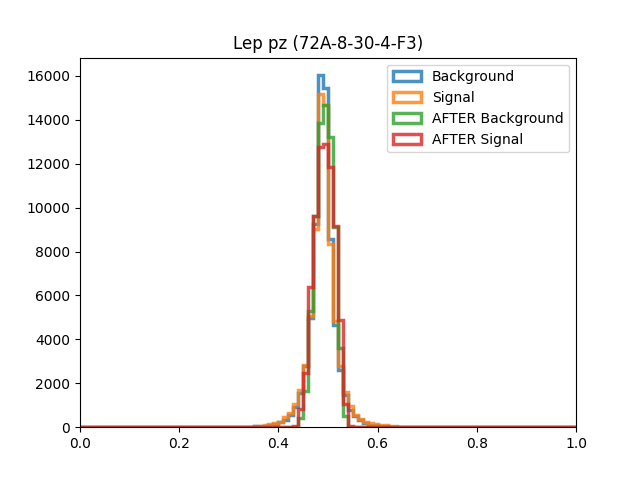 Lep pz (72A-8-30-4-F3)
Background
Signal
AFTER Background
AFTER Signal
16000
14000
12000
10000
8000
6000
4000
2000
0
0.0 0.2 0.4 0.6 0.8 1.0